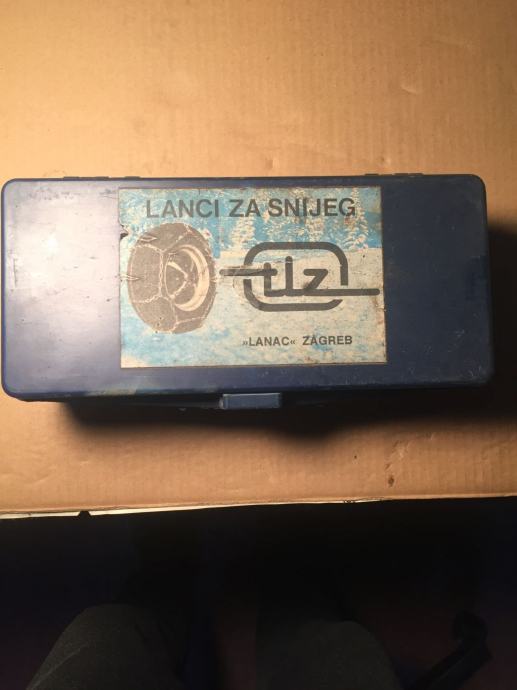 LANCI ZA SNIJEG
tiz
»LANAC« ZAGREB